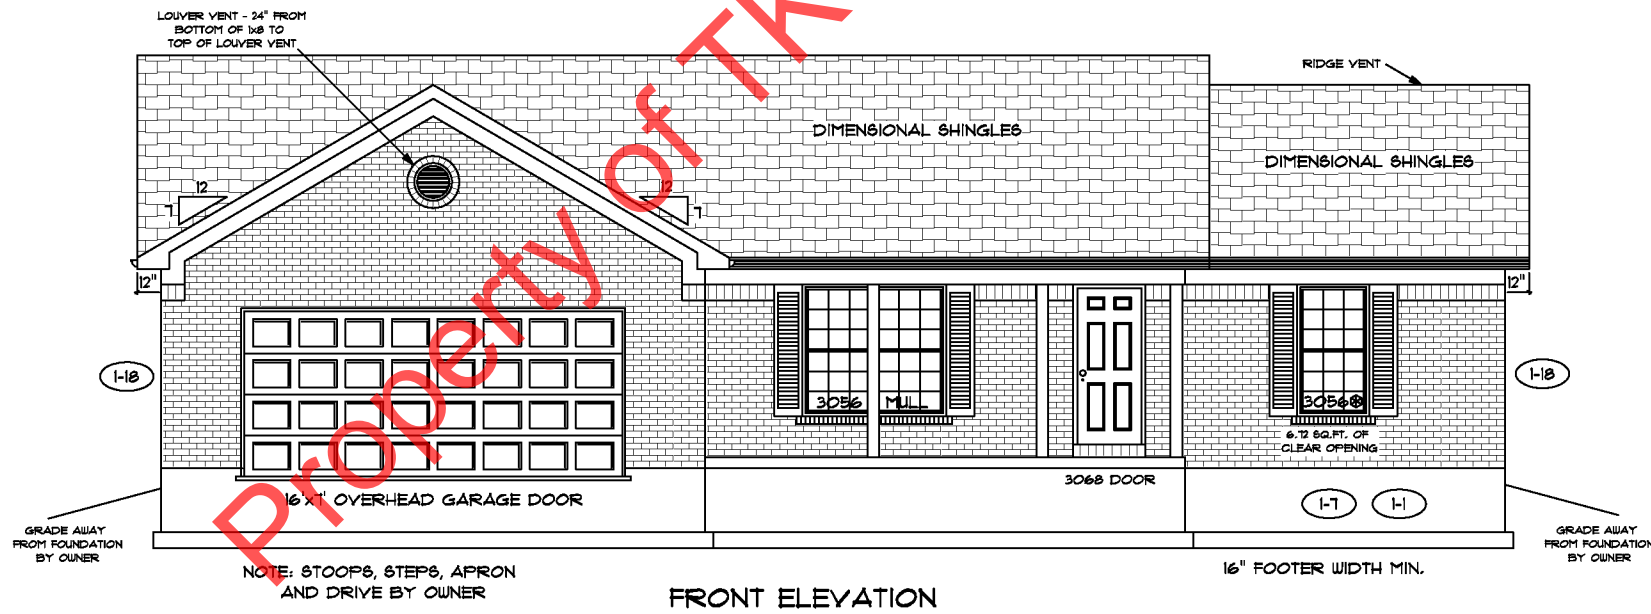 LOUVER VENT - 24" FROM
BOTTOM OF 1x8 TO
TOP OF LOUVER VENT
RIDGE VENT
DIMENSIONAL SHINGLES
DIMENSIONAL SHINGLES
12
7
12
7
12"
12"
1-18
1-18
3056 MULL
3056
6.72 SQ.FT. OF
CLEAR OPENING
3068 DOOR
16'x7' OVERHEAD GARAGE DOOR
1-7
1-1
GRADE AWAY
FROM FOUNDATION
BY OWNER
GRADE AWAY
FROM FOUNDATION
BY OWNER
NOTE: STOOPS, STEPS, APRON
AND DRIVE BY OWNER
16" FOOTER WIDTH MIN.
FRONT ELEVATION
Property of TK